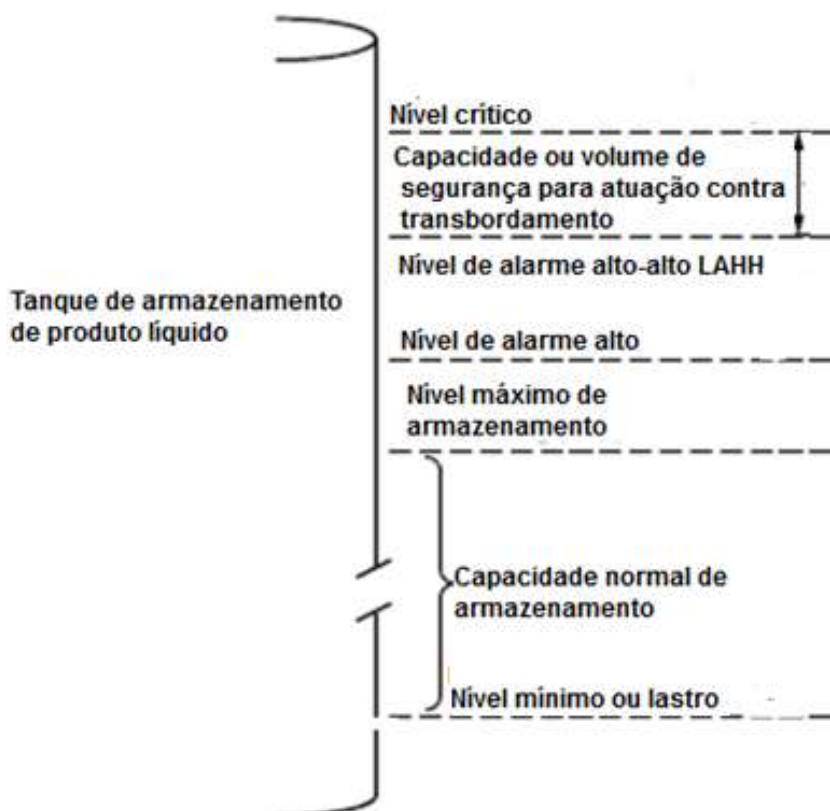 Nível crítico
Capacidade ou volume de
segurança para atuação contra
transbordamento
Nível de alarme alto-alto LAHH
Tanque de armazenamento
de produto líquido
Nível de alarme alto
Nível máximo de
armazenamento
Capacidade normal de
armazenamento
Nível mínimo ou lastro